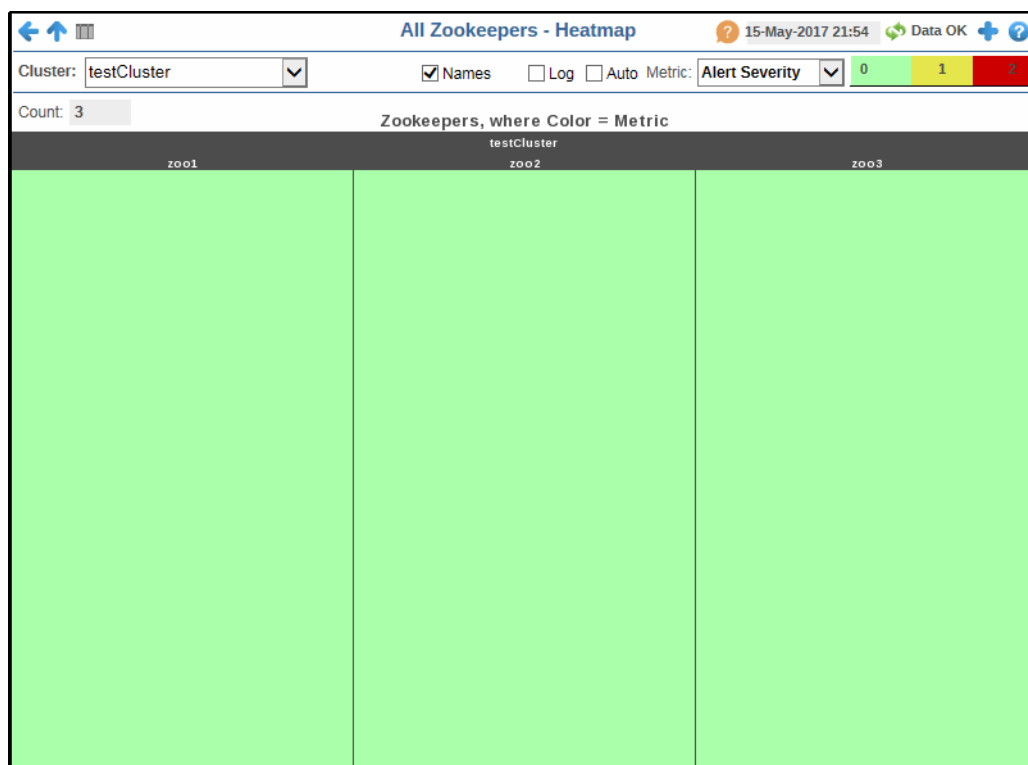 All Zookeepers - Heatmap ? 15-May-2017 21:54 Data OK ?
Cluster: testCluster Names Log Auto Metric: Alert Severity 0 1 2
Count: 3
Zookeepers, where Color = Metric
testCluster
zoo1 zoo2 zoo3